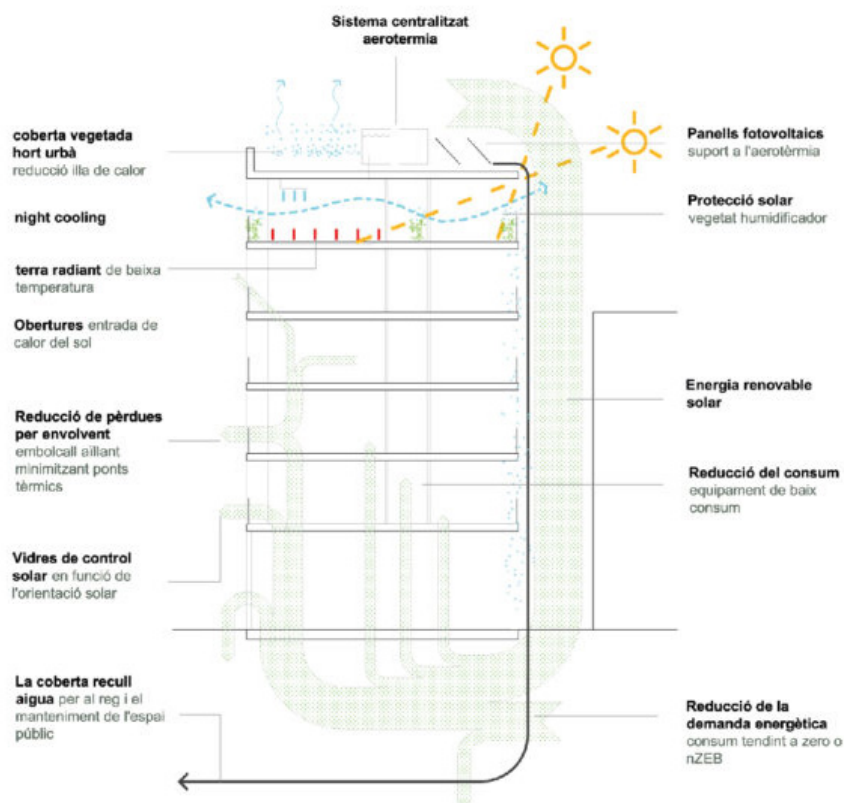 Sistema centralitzat
aerotermia
coberta vegetada
hort urbà
reducció illa de calor
night cooling
terra radiant de baixa
temperatura
Obertures entrada de
calor del sol
Reducció de pèrdues
per envolvent
embolcall aïllant
minimitzant ponts
tèrmics
Vidres de control
solar en funció de
l'orientació solar
La coberta recull
aigua per al reg i el
manteniment de l'espai
públic
Panells fotovoltaics
suport a l'aerotèrmia
Protecció solar
vegetat humidificador
Energia renovable
solar
Reducció del consum
equipament de baix
consum
Reducció de la
demanda energètica
consum tendint a zero o
nZEB